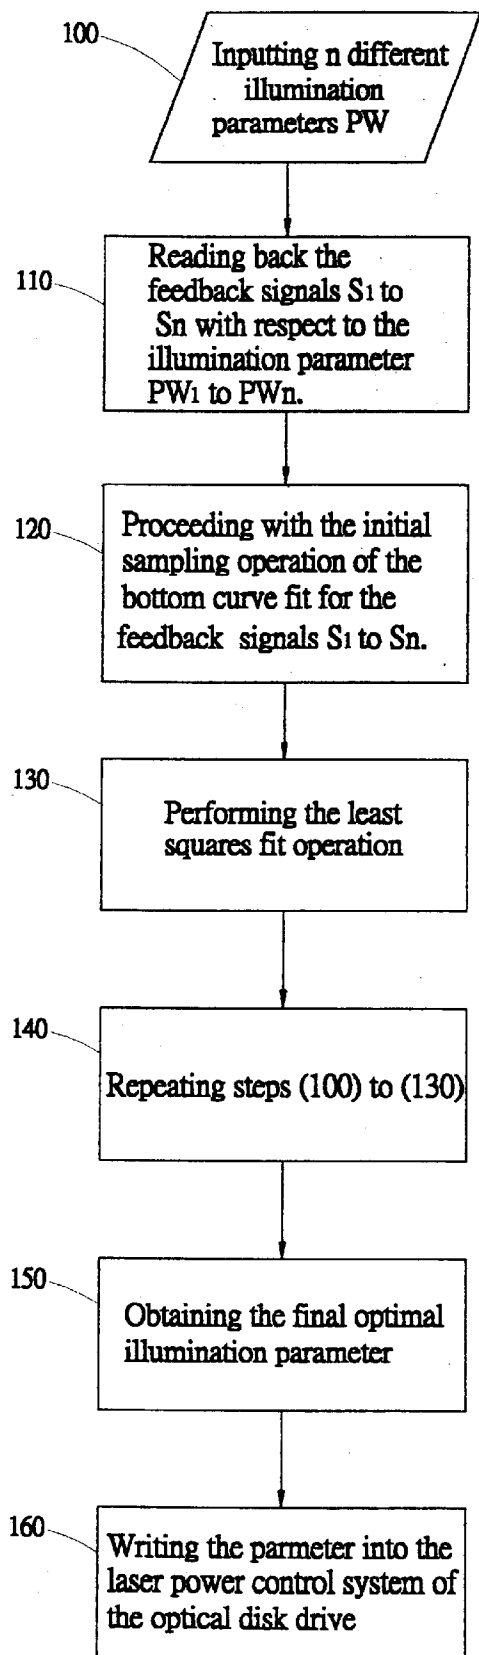 100
Inputting n different
illumination
parameters PW
110
Reading back the
feedback signals S1 to
Sn with respect to the
illumination parameter
PW1 to PWn.
120
Proceeding with the initial
sampling operation of the
bottom curve fit for the
feedback signals S1 to Sn.
130
Performing the least
squares fit operation
140
Repeating steps (100) to (130)
150
Obtaining the final optimal
illumination parameter
160
Writing the parmeter into the
laser power control system of
the optical disk drive